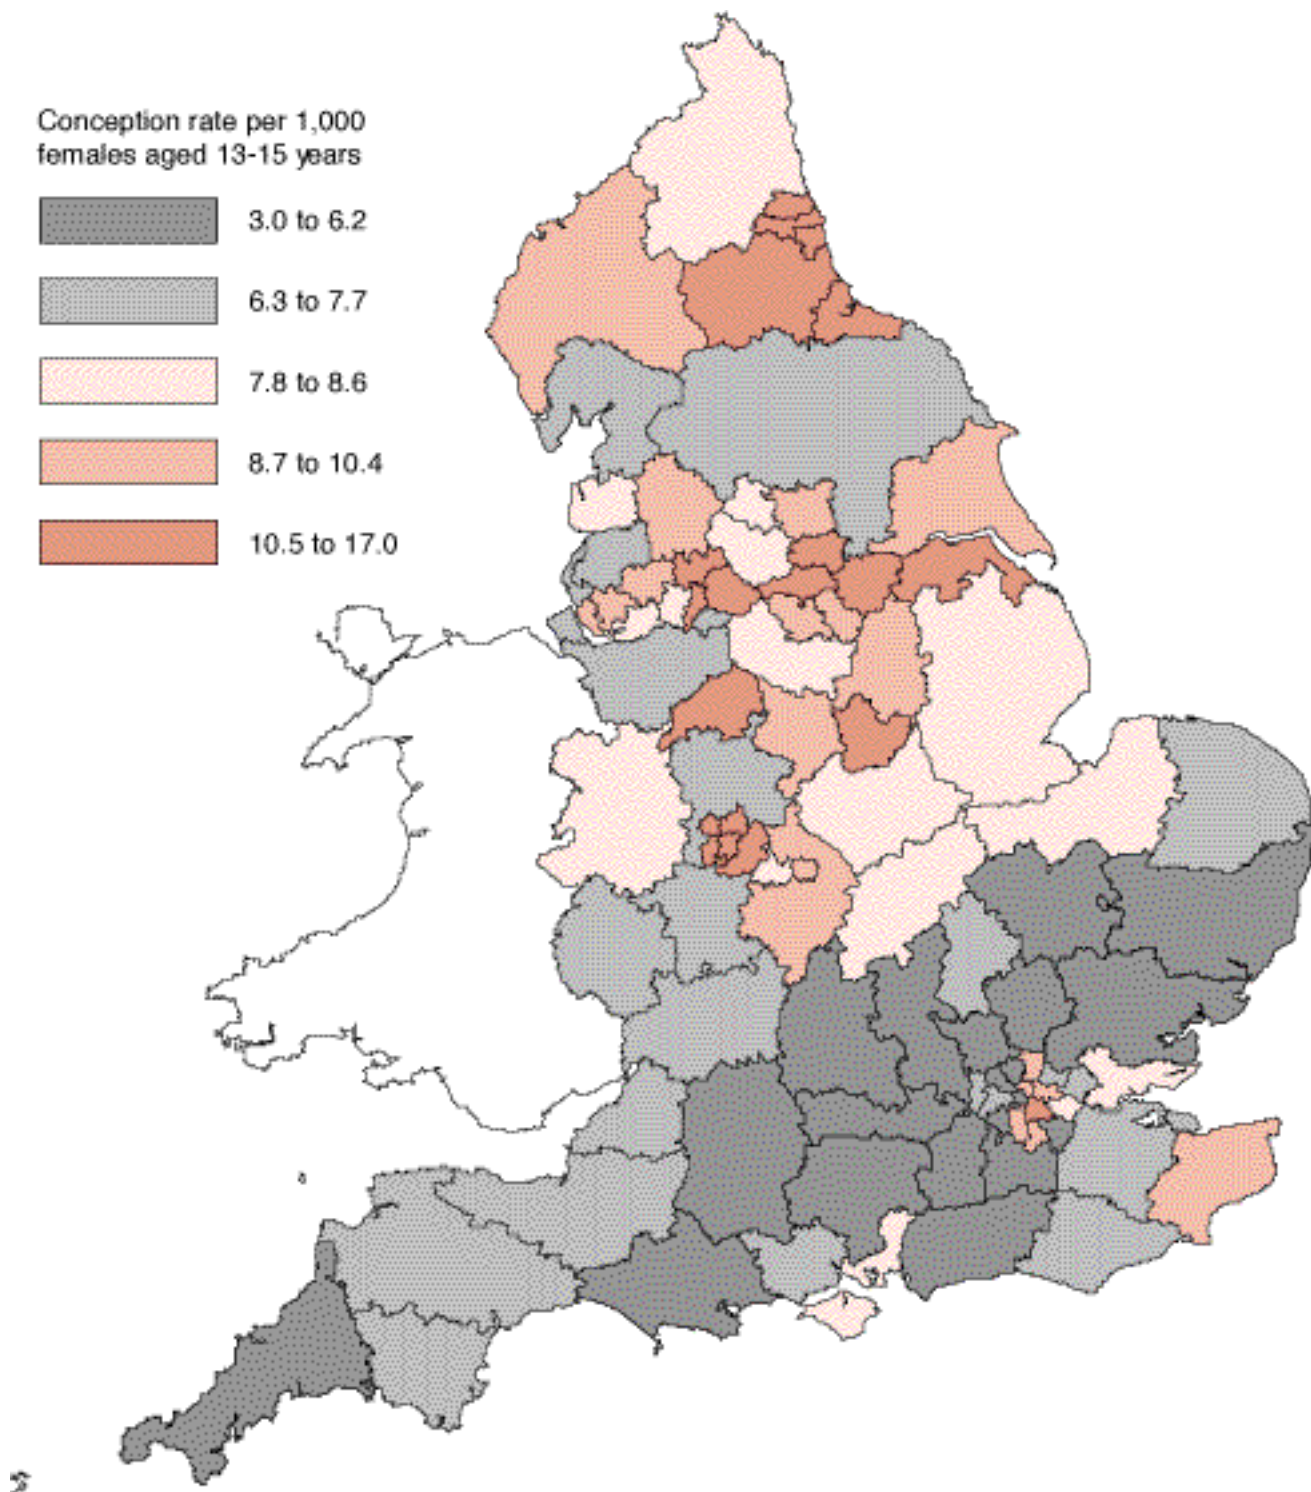 Conception rate per 1,000
females aged 13-15 years
3.0 to 6.2
6.3 to 7.7
7.8 to 8.6
8.7 to 10.4
10.5 to 17.0